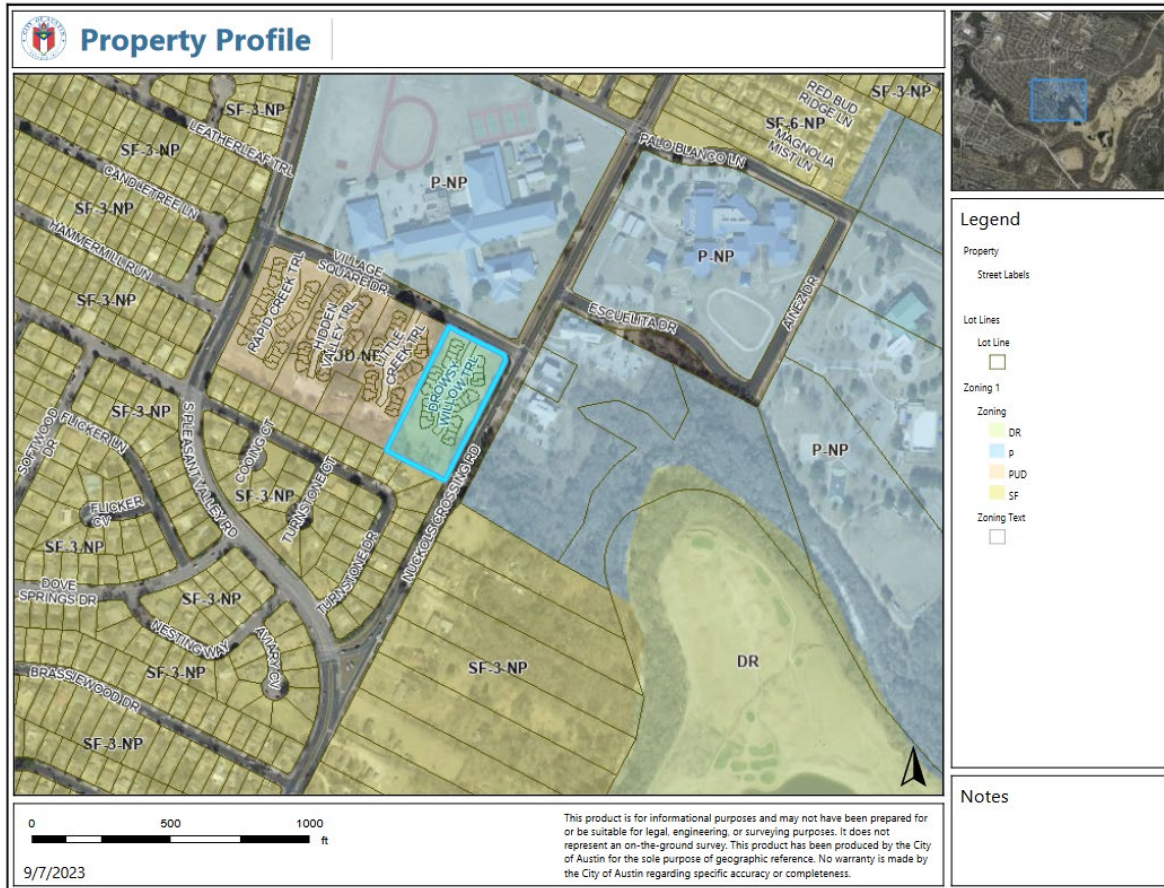 Property Profile
SF-3-NP
LEATHERLEAF TRL
SF-3-NP
CANDLETREE LN
SF-3-NP
HAMMERMILL RUN
SF-3-NP
P-NP
RED BUD
RIDGE LN
SF-3-NP
SF-6-NP
MAGNOLIA
MIST LN
PALO BLANCO LN
P-NP
AINEZ DR
ESCUELITA DR
VILLAGE
SQUARE DR
RAPID CREEK TRL
HIDDEN
VALLEY TRL
LITTLE
CREEK TRL
DROWSY
WILLOW TRL
SOFTWOOD
DR
SF-3-NP
FLICKER LN
S PLEASANT VALLEY RD
COOING CT
SF-3-NP
TURNSTONE CT
NUCKOLS CROSSING RD
P-NP
FLICKER
CV
SF-3-NP
TURNSTONE DR
DOVE
SPRINGS DR
SF-3-NP
NESTING WAY
AVIARY CV
SF-3-NP
SF-3-NP
DR
BRASSIEWOOD DR
SF-3-NP
Legend
Property
Street Labels
Lot Lines
Lot Line
Zoning 1
Zoning
DR
P
PUD
SF
Zoning Text
Notes
0 500 1000
ft
9/7/2023
This product is for informational purposes and may not have been prepared for
or be suitable for legal, engineering, or surveying purposes. It does not
represent an on-the-ground survey. This product has been produced by the City
of Austin for the sole purpose of geographic reference. No warranty is made by
the City of Austin regarding specific accuracy or completeness.